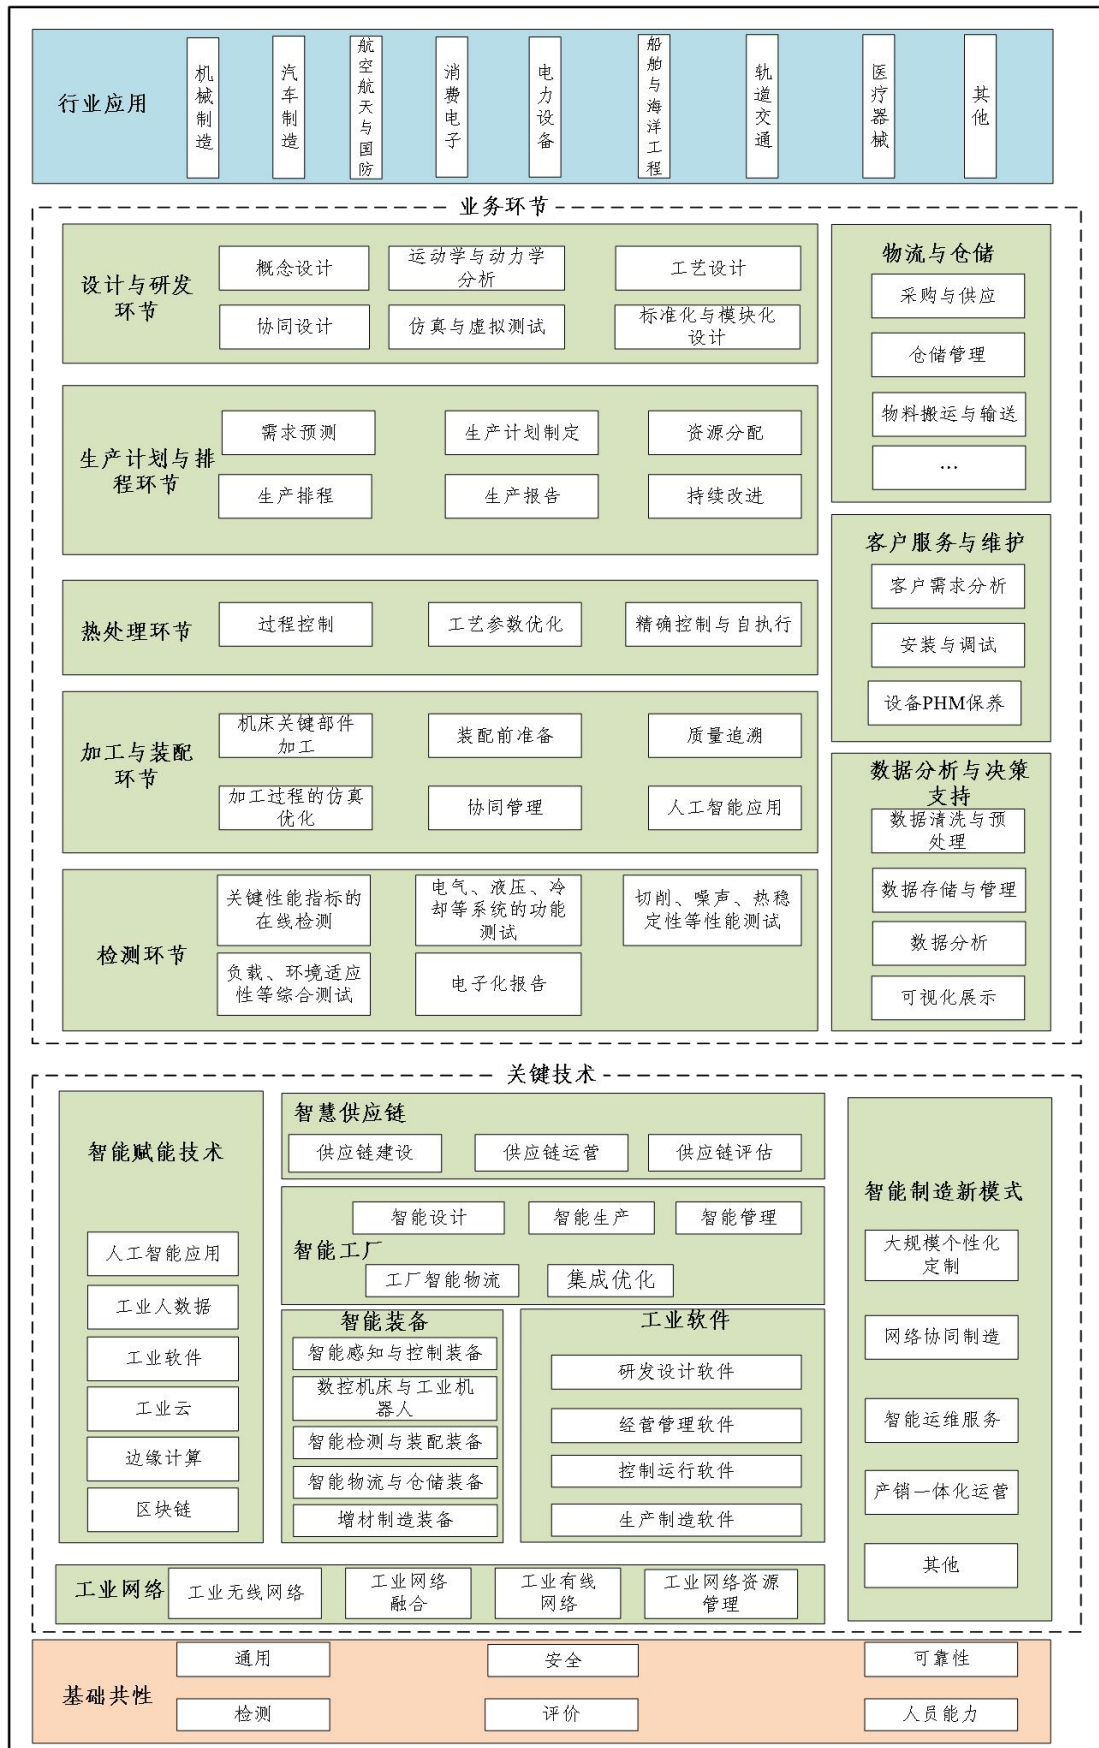 行业应用
机械制造
汽车制造
航空航天与国防
消费电子
电力设备
船舶与海洋工程
轨道交通
医疗器械
其他
业务环节
设计与研发
环节
概念设计
运动学与动力学
分析
工艺设计
协同设计
仿真与虚拟测试
标准化与模块化
设计
生产计划与排
程环节
需求预测
生产计划制定
资源分配
生产排程
生产报告
持续改进
热处理环节
过程控制
工艺参数优化
精确控制与自执行
加工与装配
环节
机床关键部件
加工
装配前准备
质量追溯
加工过程的仿真
优化
协同管理
人工智能应用
检测环节
关键性能指标的
在线检测
电气、液压、冷
却等系统的功能
测试
切削、噪声、热稳
定性等性能测试
负载、环境适应
性等综合测试
电子化报告
物流与仓储
采购与供应
仓储管理
物料搬运与输送
...
客户服务与维护
客户需求分析
安装与调试
设备PHM保养
数据分析与决策
支持
数据清洗与预
处理
数据存储与管理
数据分析
可视化展示
关键技术
智能赋能技术
人工智能应用
工业人数据
工业软件
工业云
边缘计算
区块链
智慧供应链
供应链建设
供应链运营
供应链评估
智能工厂
智能设计
智能生产
智能管理
工厂智能物流
集成优化
智能装备
智能感知与控制装备
数控机床与工业机
器人
智能检测与装配装备
智能物流与仓储装备
增材制造装备
工业软件
研发设计软件
经营管理软件
控制运行软件
生产制造软件
智能制造新模式
大规模个性化
定制
网络协同制造
智能运维服务
产销一体化运营
其他
工业网络
工业无线网络
工业网络
融合
工业有线
网络
工业网络资源
管理
基础共性
通用
安全
可靠性
检测
评价
人员能力